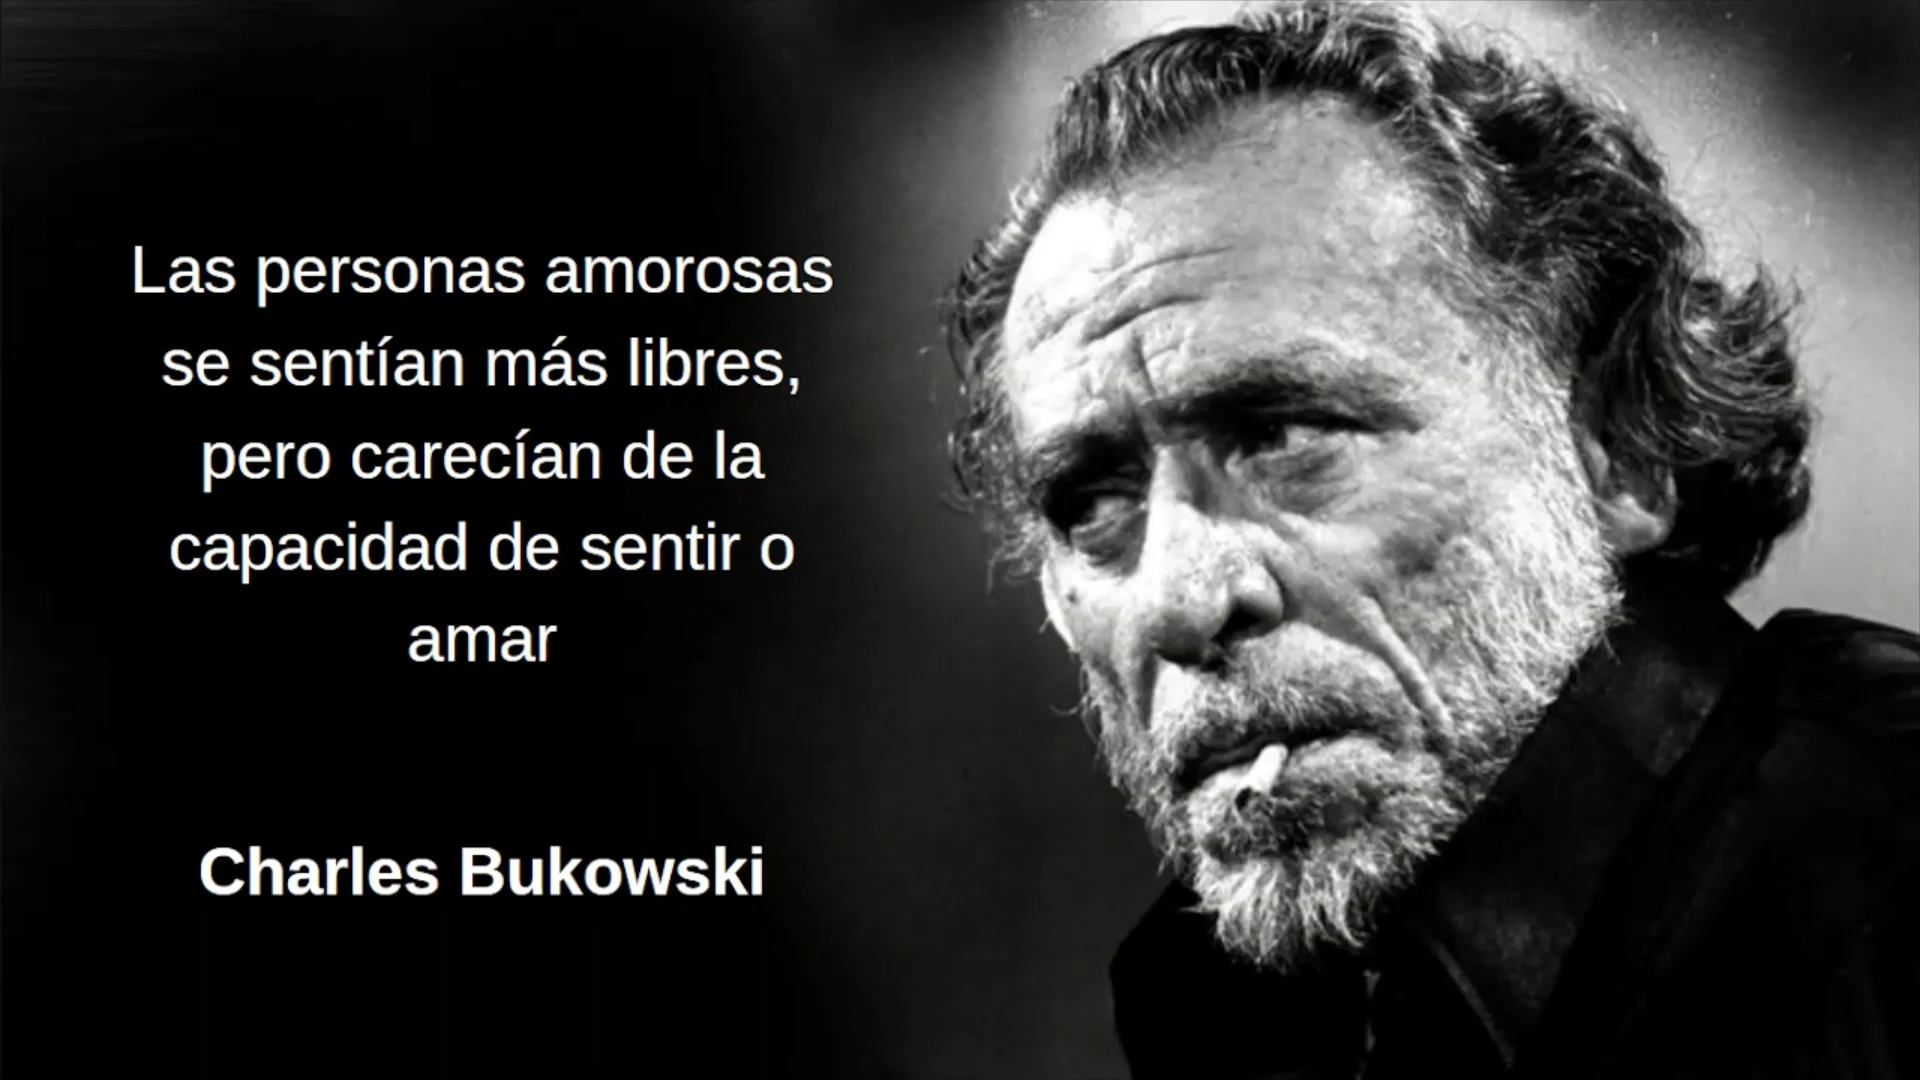 Las personas amorosas
se sentían más libres,
pero carecían de la
capacidad de sentir o
amar
Charles Bukowski